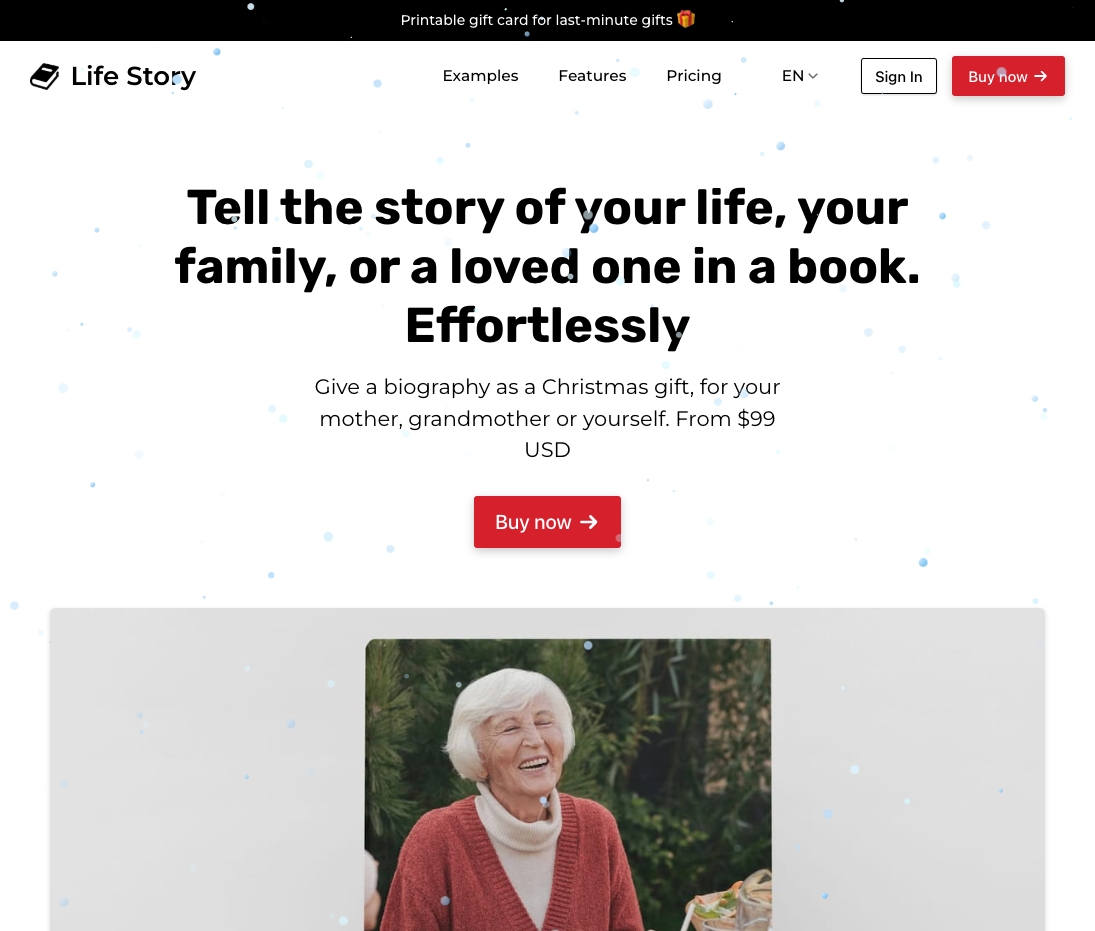 Printable gift card for last-minute gifts 🎁
Life Story
Examples
Features
Pricing
EN
Sign In
Buy now →
Tell the story of your life, your
family, or a loved one in a book.
Effortlessly
Give a biography as a Christmas gift, for your
mother, grandmother or yourself. From $99
USD
Buy now →